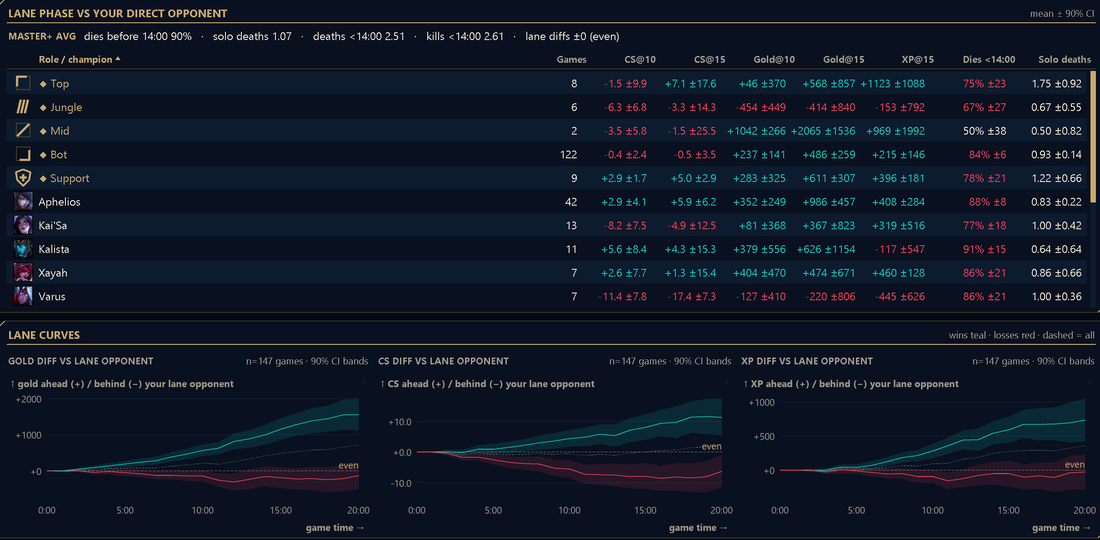 LANE PHASE VS YOUR DIRECT OPPONENT mean ± 90% CI
MASTER+ AVG dies before 14:00 90% · solo deaths 1.07 · deaths <14:00 2.51 · kills <14:00 2.61 · lane diffs ±0 (even)
Role / champion ▲ Games CS@10 CS@15 Gold@10 Gold@15 XP@15 Dies <14:00 Solo deaths
◆ Top 8 -1.5 ±9.9 +7.1 ±17.6 +46 ±370 +568 ±857 +1123 ±1088 75% ±23 1.75 ±0.92
◆ Jungle 6 -6.3 ±6.8 -3.3 ±14.3 -454 ±449 -414 ±840 -153 ±792 67% ±27 0.67 ±0.55
◆ Mid 2 -3.5 ±5.8 -1.5 ±25.5 +1042 ±266 +2065 ±1536 +969 ±1992 50% ±38 0.50 ±0.82
◆ Bot 122 -0.4 ±2.4 -0.5 ±3.5 +237 ±141 +486 ±259 +215 ±146 84% ±6 0.93 ±0.14
◆ Support 9 +2.9 ±1.7 +5.0 ±2.9 +283 ±325 +611 ±307 +396 ±181 78% ±21 1.22 ±0.66
Aphelios 42 +2.9 ±4.1 +5.9 ±6.2 +352 ±249 +986 ±457 +408 ±284 88% ±8 0.83 ±0.22
Kai'Sa 13 -8.2 ±7.5 -4.9 ±12.5 +81 ±368 +367 ±823 +319 ±516 77% ±18 1.00 ±0.42
Kalista 11 +5.6 ±8.4 +4.3 ±15.3 +379 ±556 +626 ±1154 -117 ±547 91% ±15 0.64 ±0.64
Xayah 7 +2.6 ±7.7 +1.3 ±15.4 +404 ±470 +474 ±671 +460 ±128 86% ±21 0.86 ±0.66
Varus 7 -11.4 ±7.8 -17.4 ±7.3 -127 ±410 -220 ±806 -445 ±626 86% ±21 1.00 ±0.36
LANE CURVES wins teal · losses red · dashed = all
GOLD DIFF VS LANE OPPONENT n=147 games · 90% CI bands
↑ gold ahead (+) / behind (−) your lane opponent
+2000
+1000
+0
even
0:00 5:00 10:00 15:00 20:00
game time →
CS DIFF VS LANE OPPONENT n=147 games · 90% CI bands
↑ CS ahead (+) / behind (−) your lane opponent
+10.0
+0.0
even
-10.0
0:00 5:00 10:00 15:00 20:00
game time →
XP DIFF VS LANE OPPONENT n=147 games · 90% CI bands
↑ XP ahead (+) / behind (−) your lane opponent
+1000
+500
+0
even
0:00 5:00 10:00 15:00 20:00
game time →